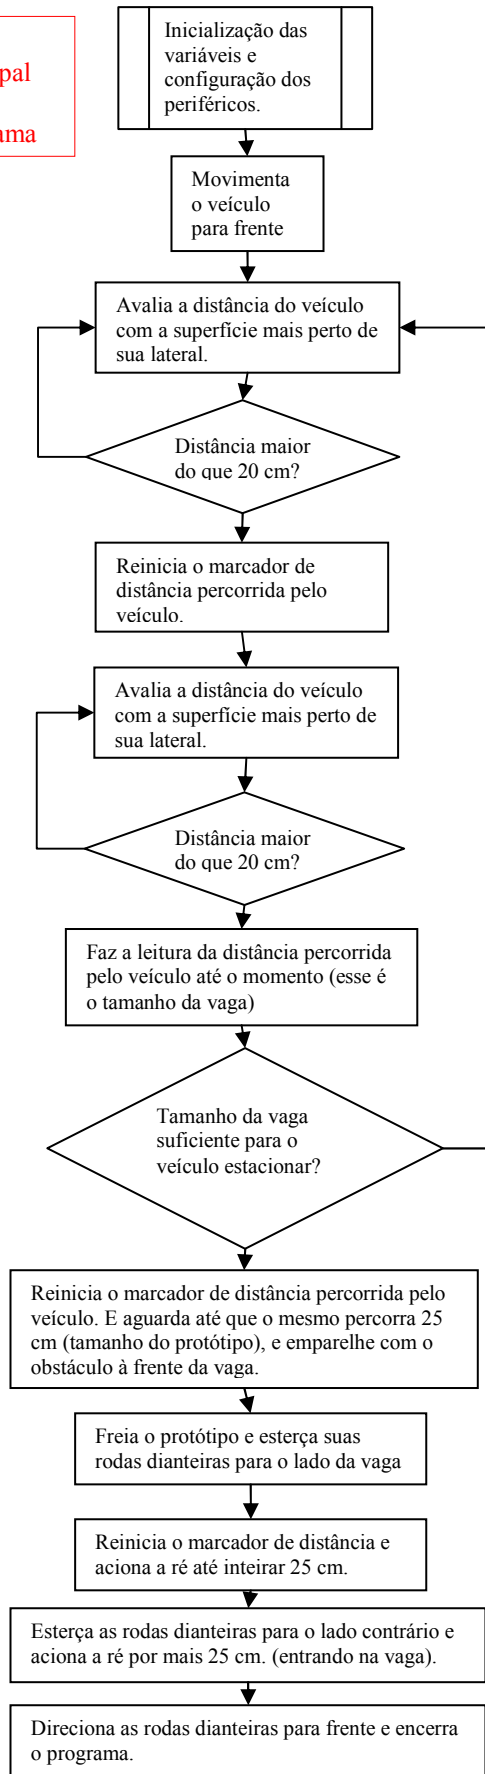 Inicialização das
variáveis e
configuração dos
periféricos.
Movimenta
o veículo
para frente
Avalia a distância do veículo
com a superfície mais perto de
sua lateral.
Distância maior
do que 20 cm?
Reinicia o marcador de
distância percorrida pelo
veículo.
Avalia a distância do veículo
com a superfície mais perto de
sua lateral.
Distância maior
do que 20 cm?
Faz a leitura da distância percorrida
pelo veículo até o momento (esse é
o tamanho da vaga)
Tamanho da vaga
suficiente para o
veículo estacionar?
Reinicia o marcador de distância percorrida pelo
veículo. E aguarda até que o mesmo percorra 25
cm (tamanho do protótipo), e emparelhe com o
obstáculo à frente da vaga.
Freia o protótipo e esterça suas
rodas dianteiras para o lado da vaga
Reinicia o marcador de distância e
aciona a ré até inteirar 25 cm.
Esterça as rodas dianteiras para o lado contrário e
aciona a ré por mais 25 cm. (entrando na vaga).
Direciona as rodas dianteiras para frente e encerra
o programa.